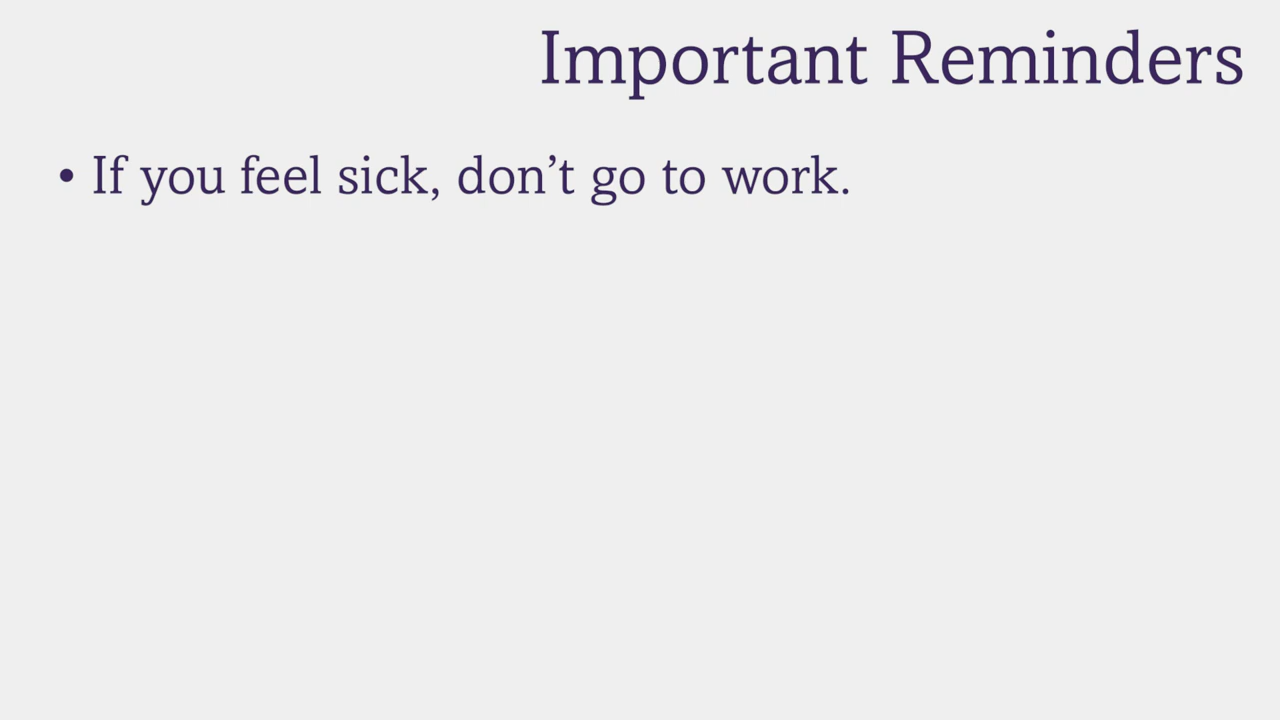 Important Reminders
• If you feel sick, don’t go to work.